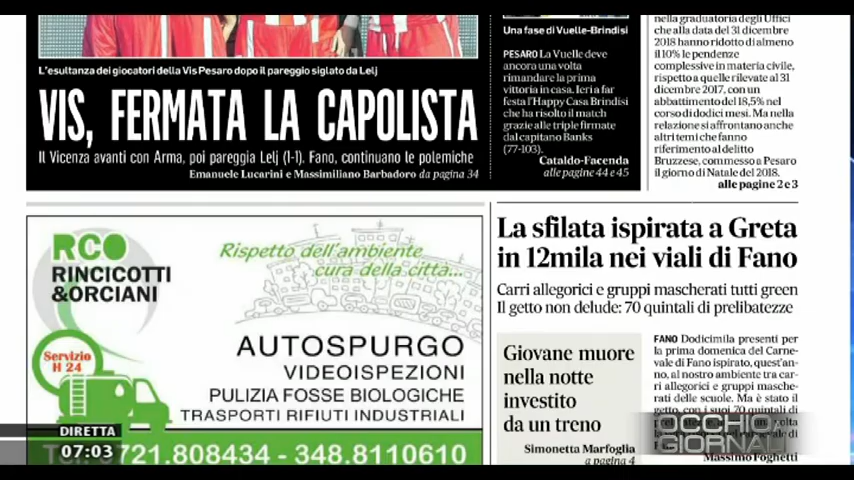 L'esultanza dei giocatori della Vis Pesaro dopo il pareggio siglato da Lelj
VIS, FERMATA LA CAPOLISTA
Il Vicenza avanti con Arma, poi pareggia Lelj (1-1). Fano, continuano le polemiche
Emanuele Lucarini e Massimiliano Barbadoro da pagina 34
Una fase di Vuelle-Brindisi
PESARO La Vuelle deve
ancora una volta
rimandare la prima
vittoria in casa. Ieri a far
festa l'Happy Casa Brindisi
che ha risolto il match
grazie alle triple firmate
dal capitano Banks
(77-103).
Cataldo-Facenda
alle pagine 44 e 45
nella graduatoria degli Uffici
che alla data del 31 dicembre
2018 hanno ridotto di almeno
il 10% le pendenze
complessive in materia civile,
rispetto a quelle rilevate al 31
dicembre 2017, con un
abbattimento del 18,5% nel
corso di dodici mesi. Ma nella
relazione si affrontano anche
altri temi che fanno
riferimento al delitto
Bruzzese, commesso a Pesaro
il giorno di Natale del 2018.
alle pagine 2 e 3
RCO
RINCICOTTI
&ORCIANI
Rispetto dell'ambiente
cura della città...
Servizio
H 24
AUTOSPURGO
VIDEOISPEZIONI
PULIZIA FOSSE BIOLOGICHE
TRASPORTI RIFIUTI INDUSTRIALI
0721.808434 - 348.8110610
La sfilata ispirata a Greta
in 12mila nei viali di Fano
Carri allegorici e gruppi mascherati tutti green
Il getto non delude: 70 quintali di prelibatezze
Giovane muore
nella notte
investito
da un treno
Simonetta Marfoglia
a pagina 4
FANO Dodicimila presenti per
la prima domenica del Carne-
vale di Fano ispirato, quest'an-
no, al nostro ambiente tra car-
ri allegorici e gruppi masche-
rati delle scuole. Ma è stato il
getto, con i suoi 70 quintali di
Massimo Foghetti
DIRETTA
07:03
OCCHIO
GIORNALI